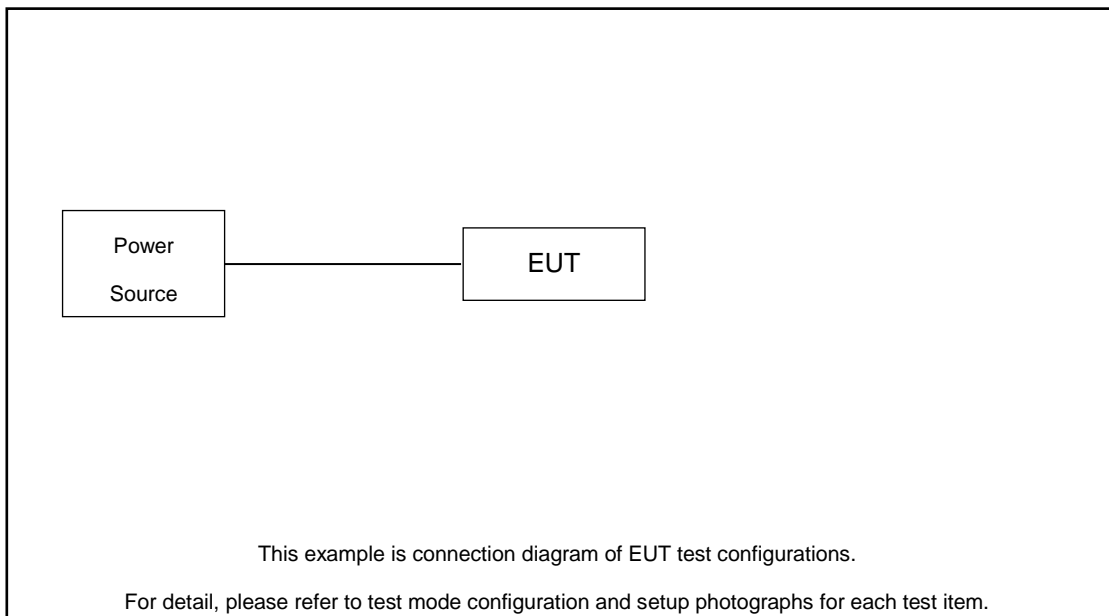 Power
Source
EUT
This example is connection diagram of EUT test configurations.
For detail, please refer to test mode configuration and setup photographs for each test item.